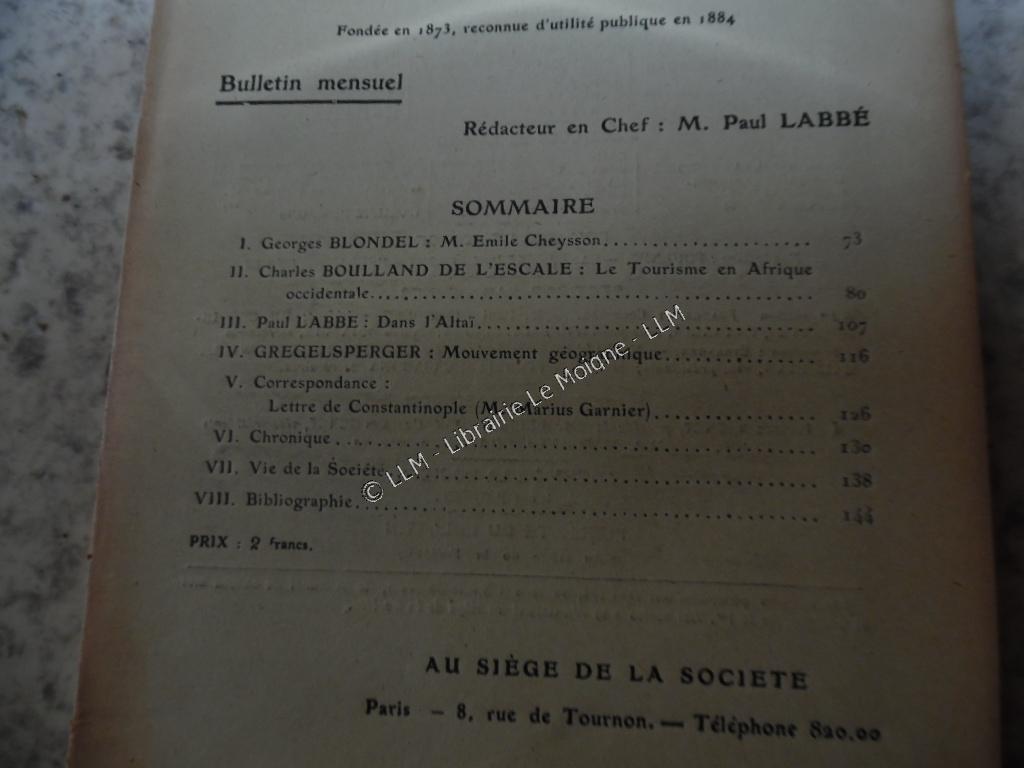 Fondée en 1873, reconnue d'utilité publique en 1884
Bulletin mensuel
Rédacteur en Chef : M. Paul LABBÉ
SOMMAIRE
I. Georges BLONDEL : M. Emile Cheysson.................... 73
II. Charles BOULLAND DE L'ESCALE : Le Tourisme en Afrique
occidentale.......................................... 80
III. Paul LABBE : Dans l'Altaï................................ 107
IV. GREGELSPERGER : Mouvement géographique.............. 116
V. Correspondance :
Lettre de Constantinople (M. Marius Garnier)............... 126
VI. Chronique.............................................. 130
VII. Vie de la Société........................................ 138
VIII. Bibliographie.......................................... 144
PRIX : 2 francs.
AU SIÈGE DE LA SOCIETE
Paris — 8, rue de Tournon. — Téléphone 820.00
© LLM - Librairie Le Moigne - LLM